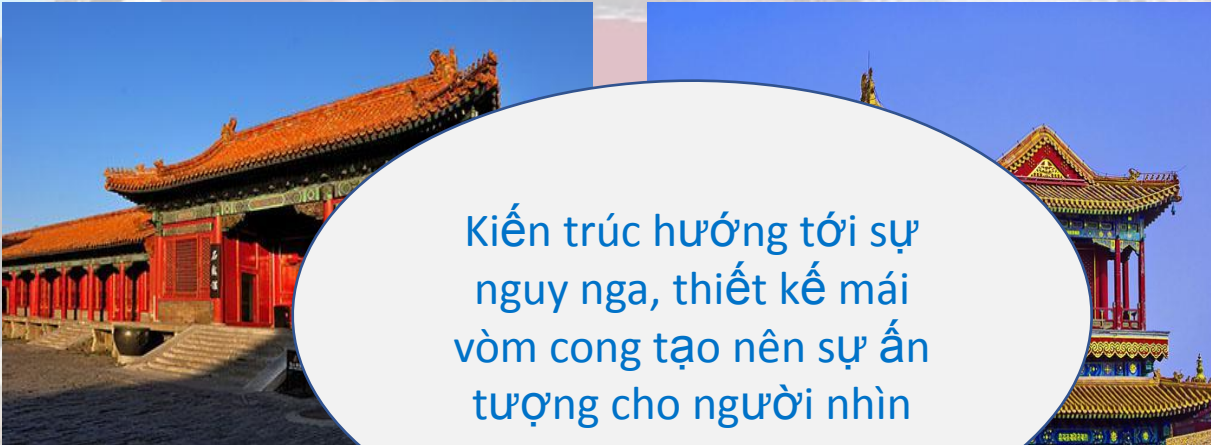 Kiến trúc hướng tới sự
nguy nga, thiết kế mái
vòm cong tạo nên sự ấn
tượng cho người nhìn